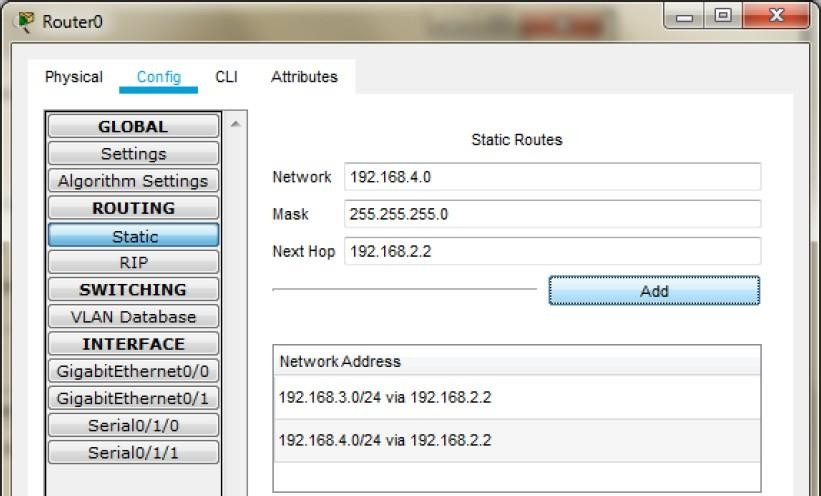 Router0
Physical Config CLI Attributes
GLOBAL
Settings
Algorithm Settings
ROUTING
Static
RIP
SWITCHING
VLAN Database
INTERFACE
GigabitEthernet0/0
GigabitEthernet0/1
Serial0/1/0
Serial0/1/1
Static Routes
Network 192.168.4.0
Mask 255.255.255.0
Next Hop 192.168.2.2
Add
Network Address
192.168.3.0/24 via 192.168.2.2
192.168.4.0/24 via 192.168.2.2